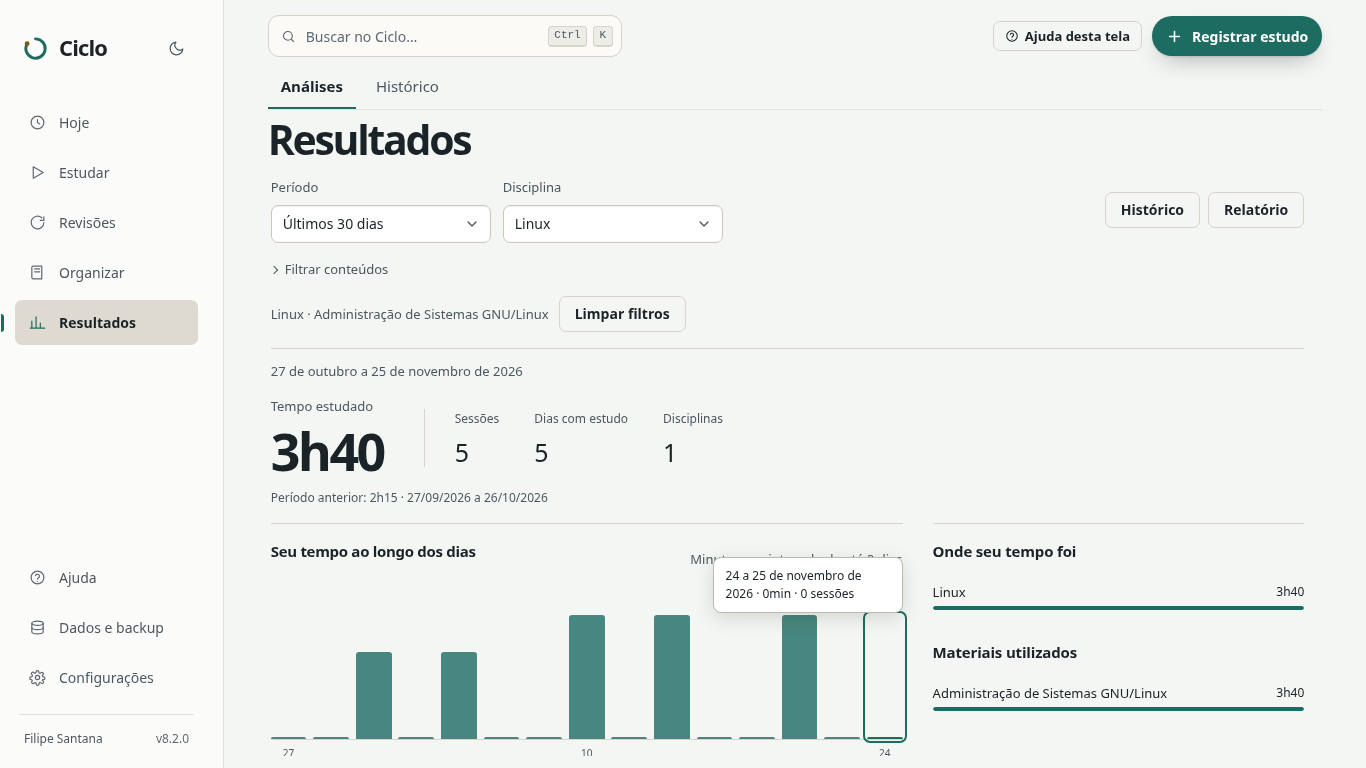 Ciclo
Buscar no Ciclo...
Ctrl K
Ajuda desta tela
Registrar estudo
Análises
Histórico
Hoje
Estudar
Revisões
Organizar
Resultados
Ajuda
Dados e backup
Configurações
Filipe Santana
v8.2.0
Resultados
Período
Últimos 30 dias
Disciplina
Linux
Histórico
Relatório
Filtrar conteúdos
Linux · Administração de Sistemas GNU/Linux
Limpar filtros
27 de outubro a 25 de novembro de 2026
Tempo estudado
3h40
Sessões
5
Dias com estudo
5
Disciplinas
1
Período anterior: 2h15 · 27/09/2026 a 26/10/2026
Seu tempo ao longo dos dias
24 a 25 de novembro de
2026 · 0min · 0 sessões
27
10
24
Onde seu tempo foi
Linux
3h40
Materiais utilizados
Administração de Sistemas GNU/Linux
3h40